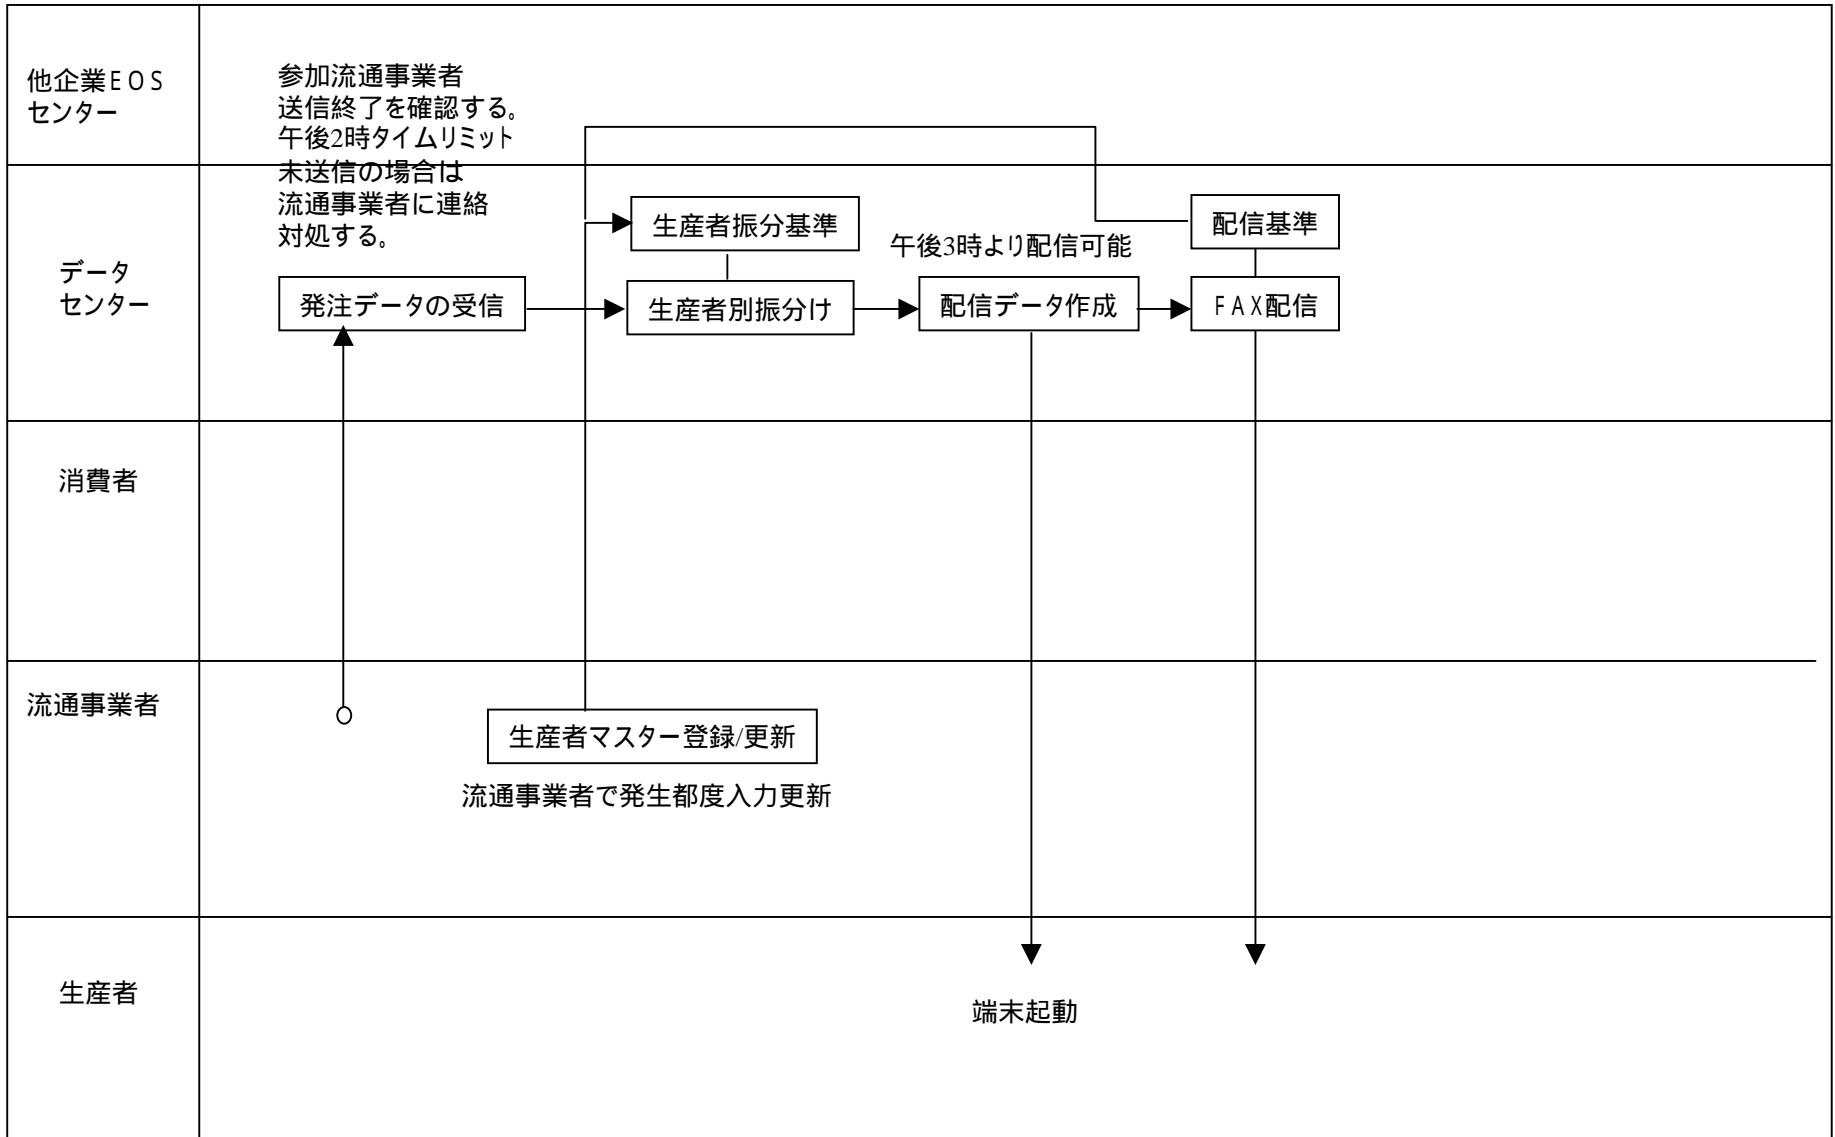 他企業EOS
センター
参加流通事業者
送信終了を確認する。
午後2時タイムリミット
未送信の場合は
流通事業者に連絡
対処する。
データ
センター
生産者振分基準
配信基準
午後3時より配信可能
発注データの受信
生産者別振分け
配信データ作成
FAX配信
消費者
流通事業者
生産者マスター登録/更新
流通事業者で発生都度入力更新
生産者
端末起動